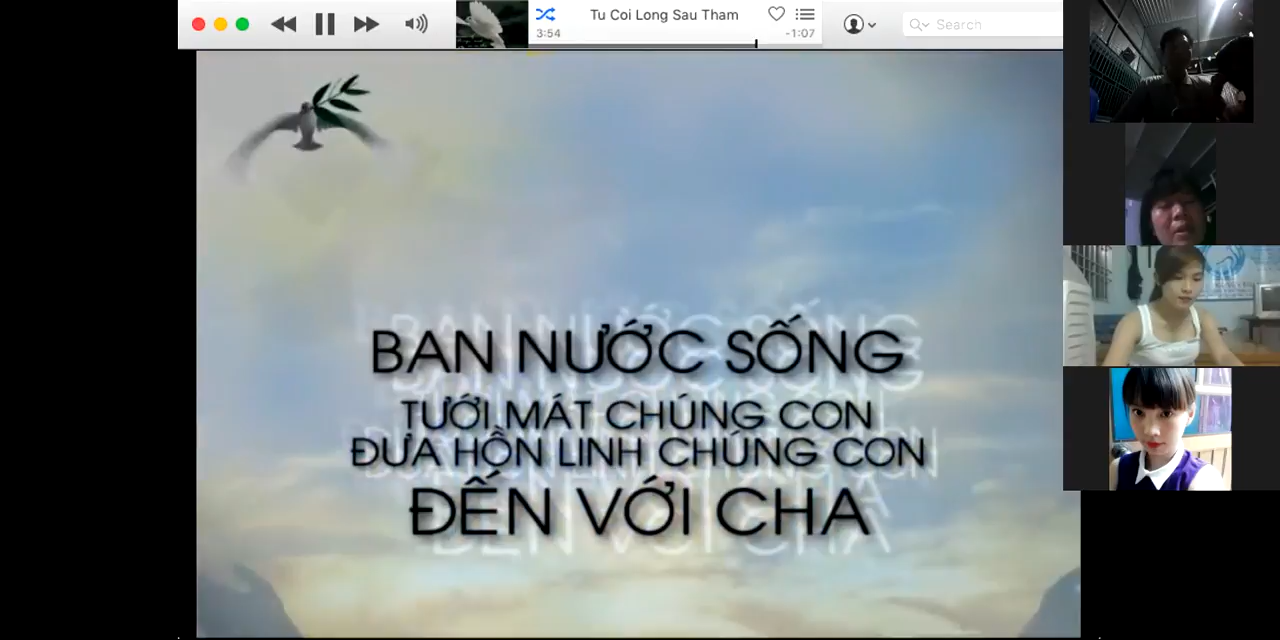 Tu Coi Long Sau Tham
3:54
-1:07
Search
BAN NƯỚC SỐNG
TƯỚI MÁT CHÚNG CON
ĐƯA HỒN LINH CHÚNG CON
ĐẾN VỚI CHA